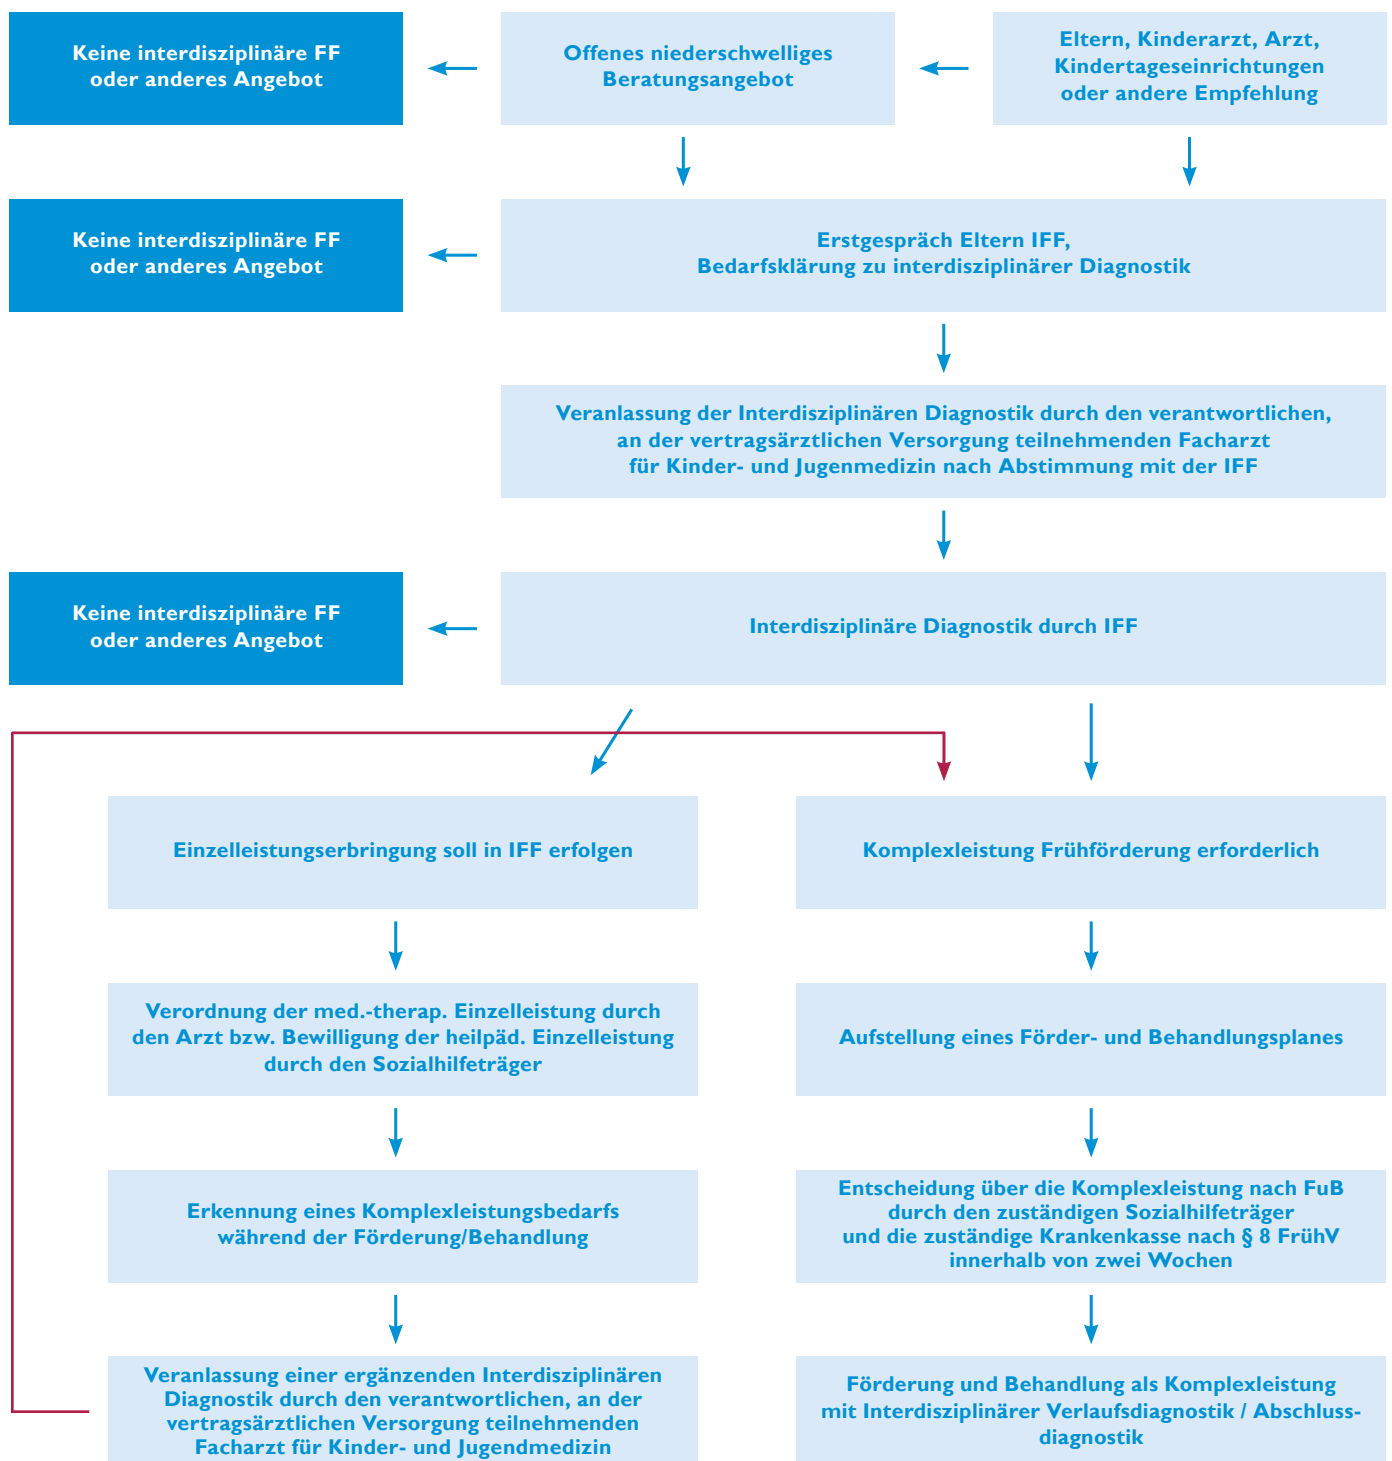 Keine interdisziplinäre FF
oder anderes Angebot
Offenes niederschwelliges
Beratungsangebot
Eltern, Kinderarzt, Arzt,
Kindertageseinrichtungen
oder andere Empfehlung
Keine interdisziplinäre FF
oder anderes Angebot
Erstgespräch Eltern IFF,
Bedarfsklärung zu interdisziplinärer Diagnostik
Veranlassung der Interdisziplinären Diagnostik durch den verantwortlichen,
an der vertragsärztlichen Versorgung teilnehmenden Facharzt
für Kinder- und Jugenmedizin nach Abstimmung mit der IFF
Keine interdisziplinäre FF
oder anderes Angebot
Interdisziplinäre Diagnostik durch IFF
Einzelleistungserbringung soll in IFF erfolgen
Komplexleistung Frühförderung erforderlich
Verordnung der med.-therap. Einzelleistung durch
den Arzt bzw. Bewilligung der heilpäd. Einzelleistung
durch den Sozialhilfeträger
Aufstellung eines Förder- und Behandlungsplanes
Erkennung eines Komplexleistungsbedarfs
während der Förderung/Behandlung
Entscheidung über die Komplexleistung nach FuB
durch den zuständigen Sozialhilfeträger
und die zuständige Krankenkasse nach § 8 FrühV
innerhalb von zwei Wochen
Veranlassung einer ergänzenden Interdisziplinären
Diagnostik durch den verantwortlichen, an der
vertragsärztlichen Versorgung teilnehmenden
Facharzt für Kinder- und Jugendmedizin
Förderung und Behandlung als Komplexleistung
mit Interdisziplinärer Verlaufsdiagnostik / Abschluss-
diagnostik